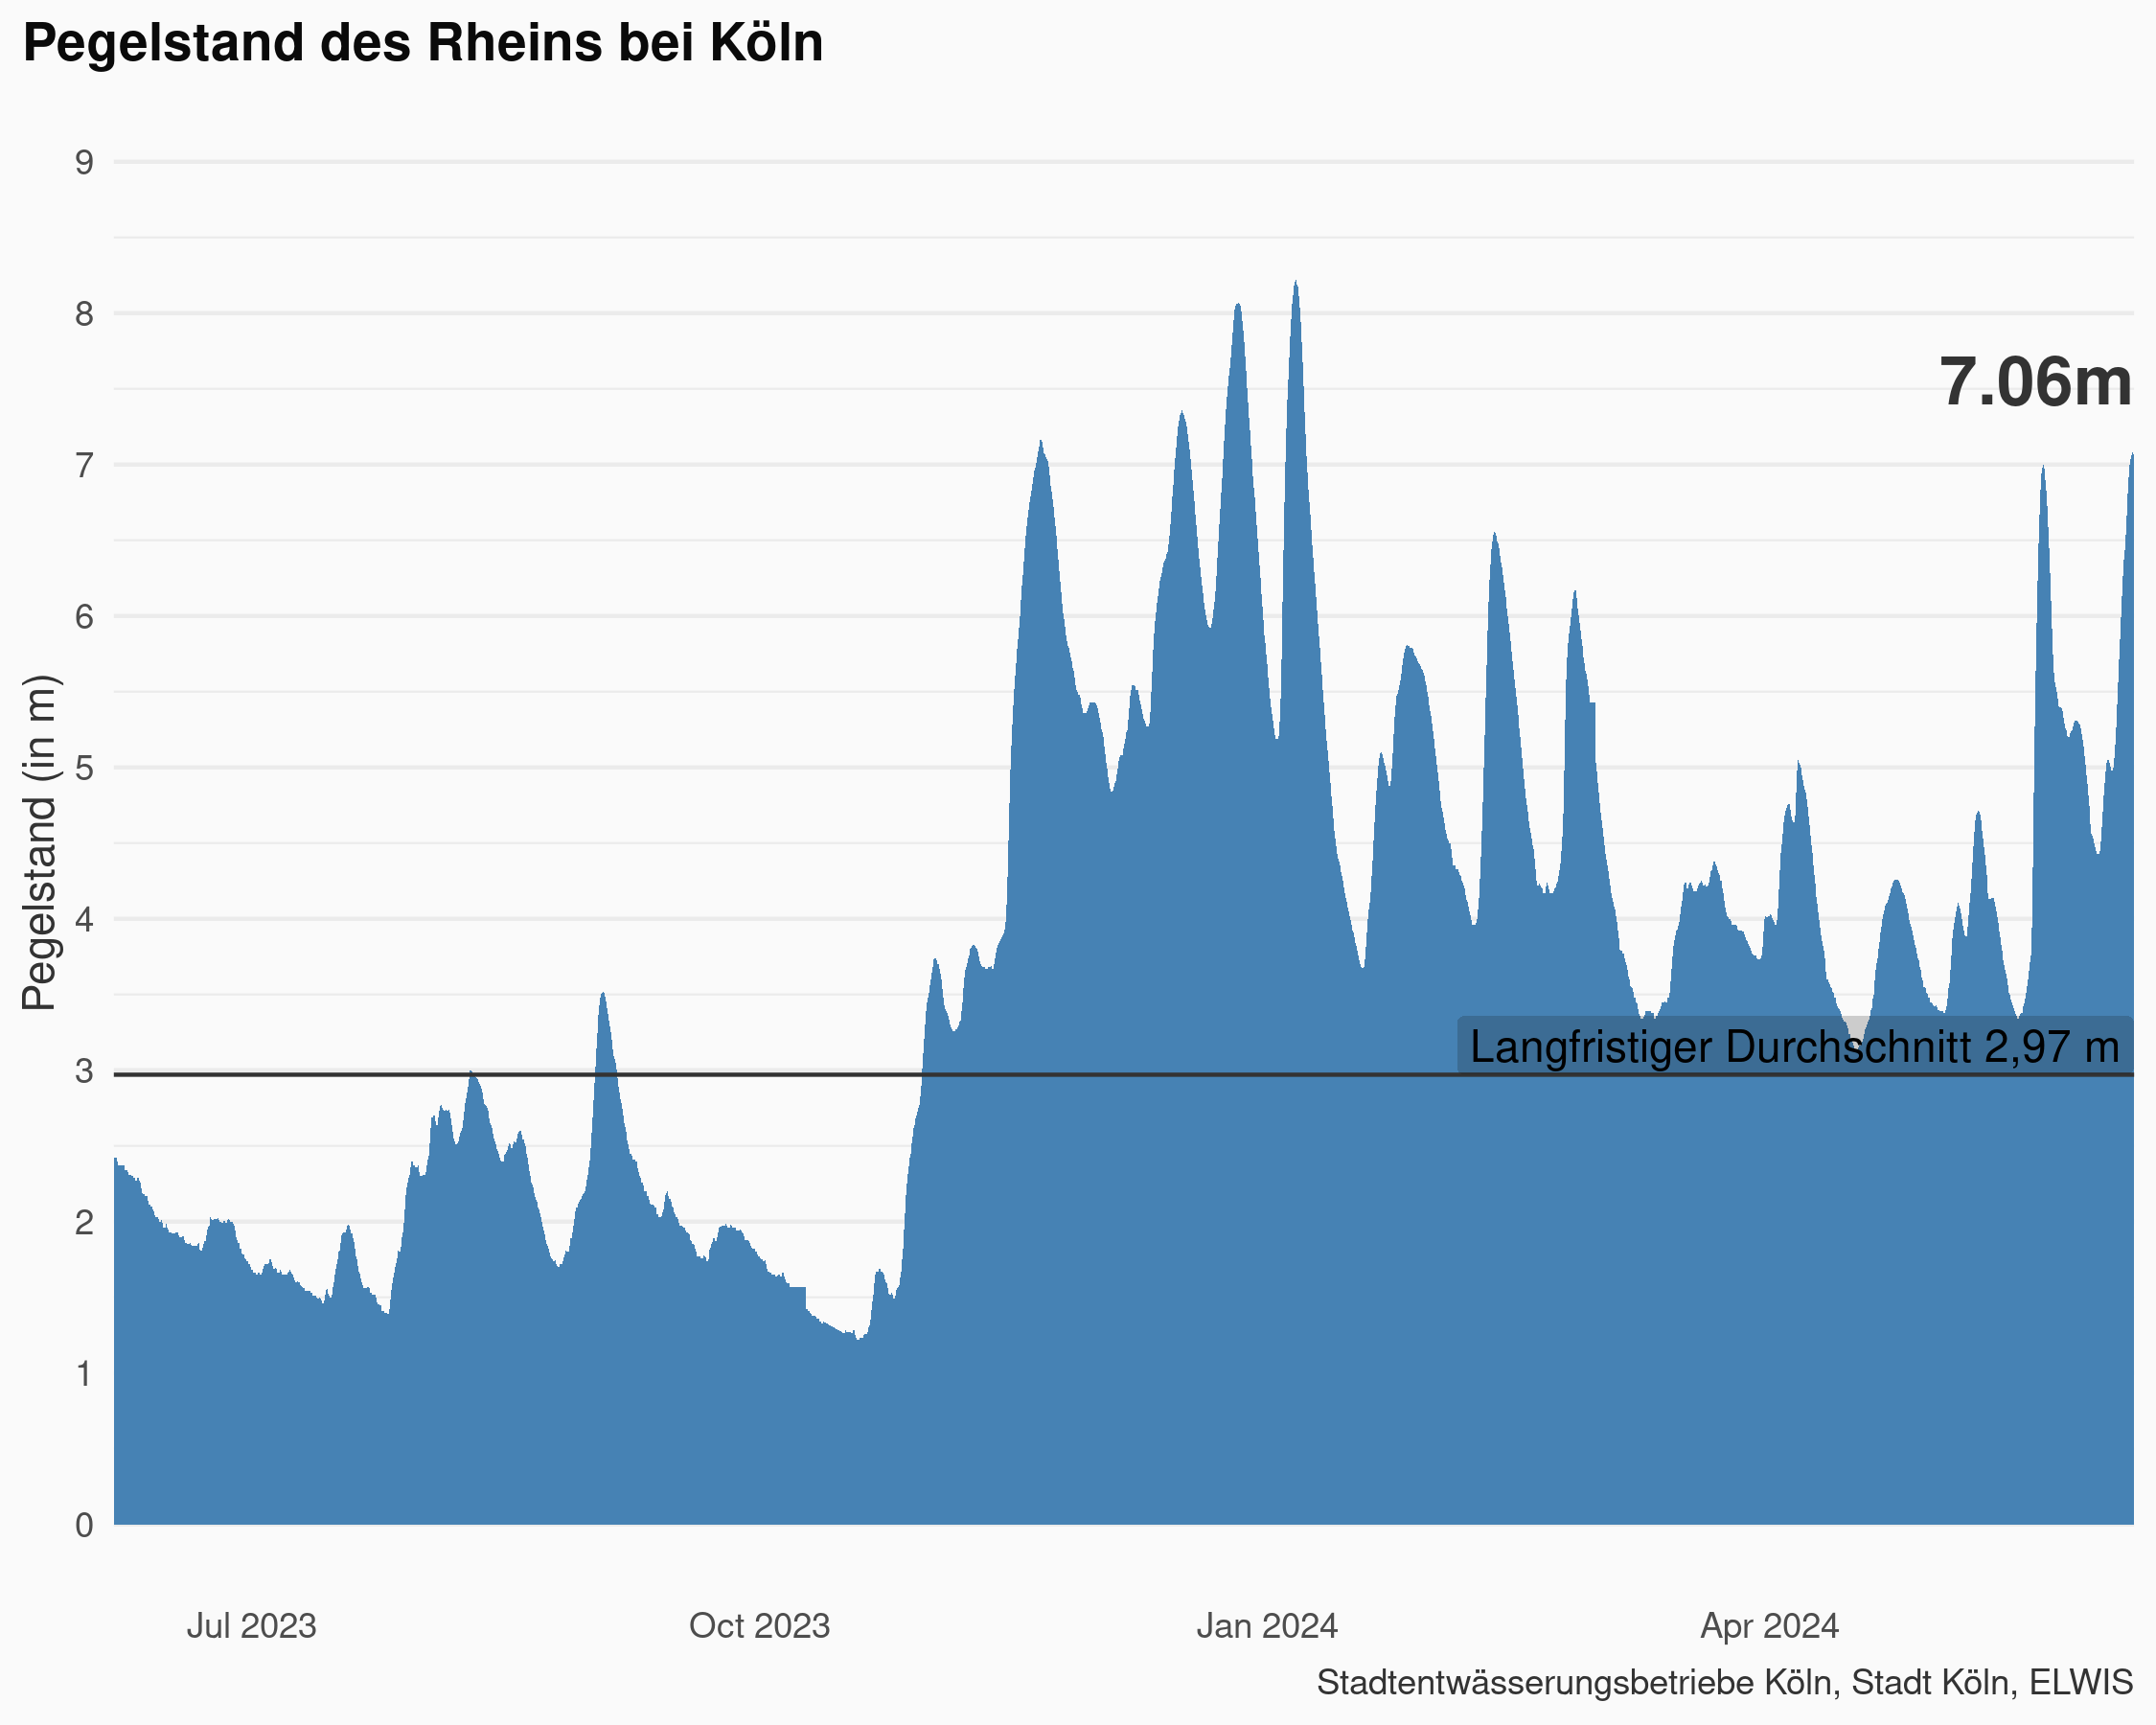 Pegelstand des Rheins bei Köln
9
8
7.06m
7
6
Pegelstand (in m)
5
4
Langfristiger Durchschnitt 2,97 m
3
2
1
0
Jul 2023
Oct 2023
Jan 2024
Apr 2024
Stadtentwässerungsbetriebe Köln, Stadt Köln, ELWIS